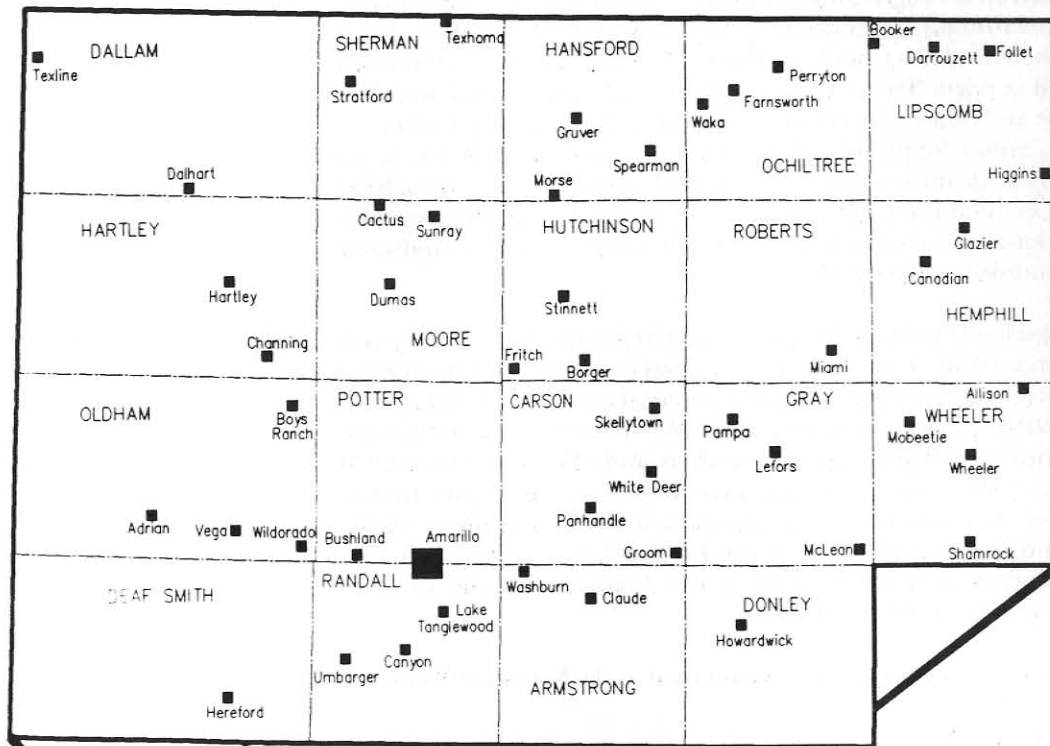 DALLAM
Texline
Dalhart
SHERMAN
Texhoma
Stratford
HANSFORD
Gruver
Spearman
Morse
Booker
Darrouzett
Follet
Perryton
Farnsworth
Waka
OCHILTREE
LIPSCOMB
Higgins
HARTLEY
Hartley
Channing
Cactus
Sunray
Dumas
MOORE
HUTCHINSON
Stinnett
Fritch
Borger
ROBERTS
Miami
Glazier
Canadian
HEMPHILL
OLDHAM
Boys
Ranch
Adrian
Vega
Wildorado
POTTER
Bushland
Amarillo
CARSON
Skellytown
White Deer
Panhandle
Groom
GRAY
Pampa
Lefors
McLean
Allison
WHEELER
Mobeetie
Wheeler
Shamrock
DEAF SMITH
Hereford
RANDALL
Lake
Tanglewood
Canyon
Umbarger
Washburn
Claude
ARMSTRONG
DONLEY
Howardwick